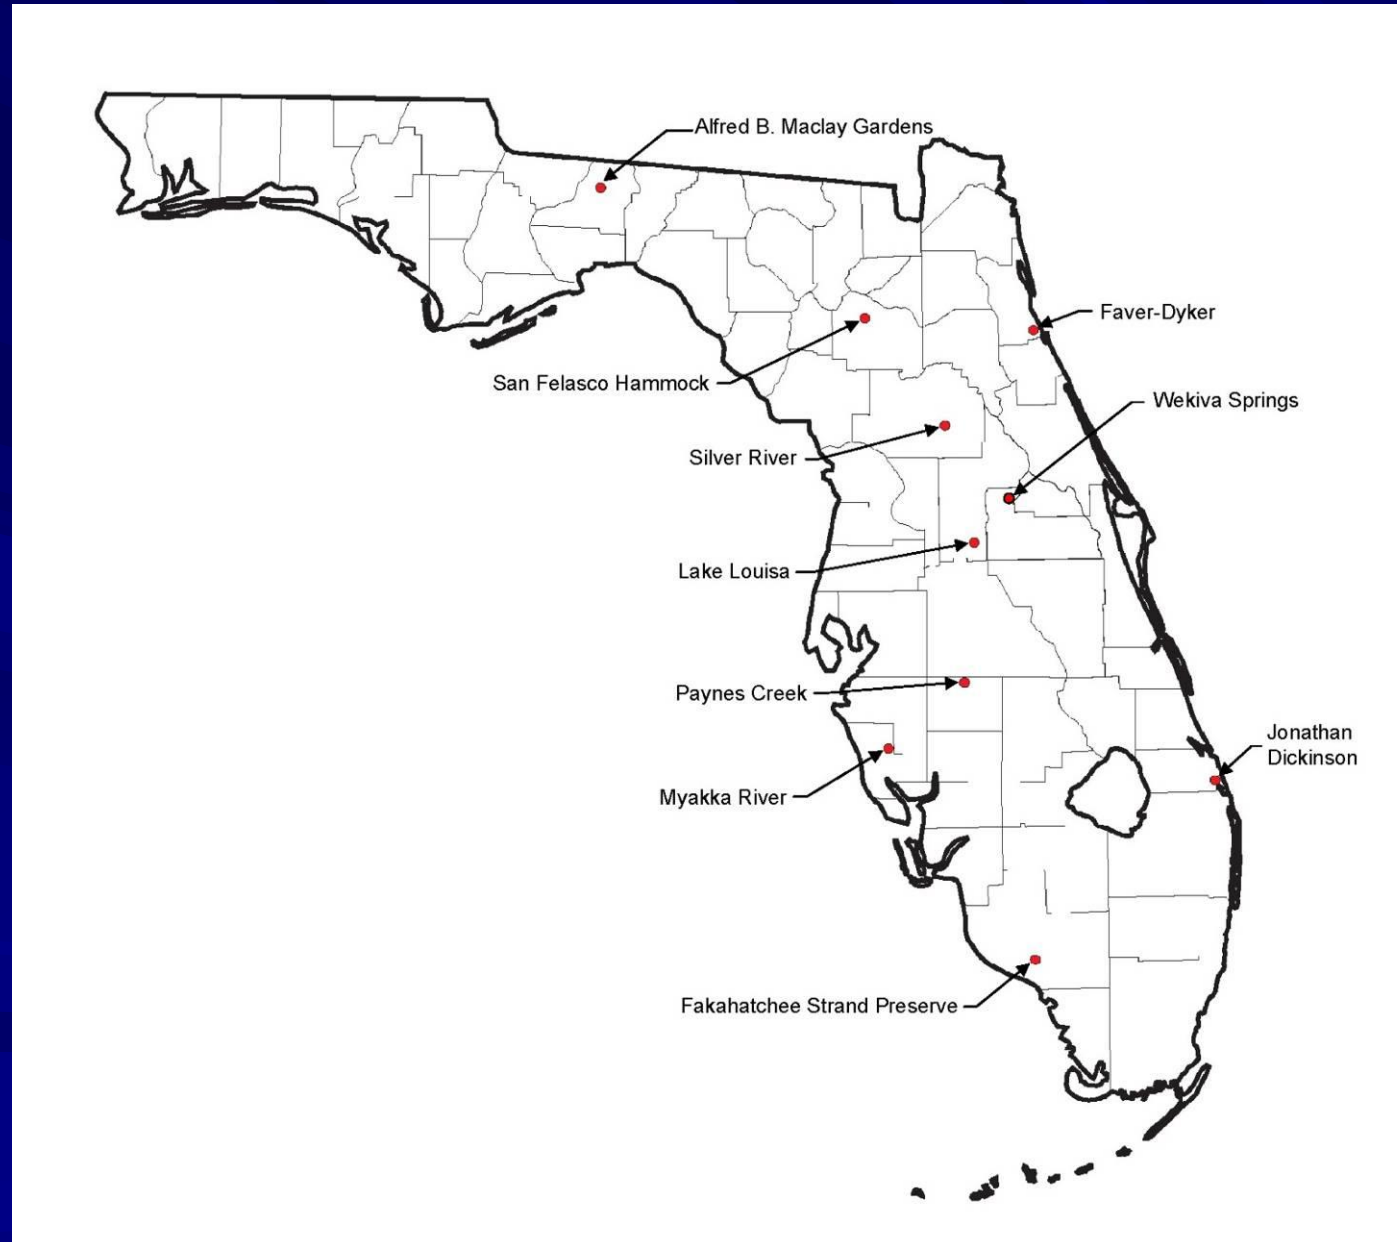 Alfred B. Maclay Gardens
Faver-Dyker
San Felasco Hammock
Wekiva Springs
Silver River
Lake Louisa
Paynes Creek
Jonathan
Dickinson
Myakka River
Fakahatchee Strand Preserve